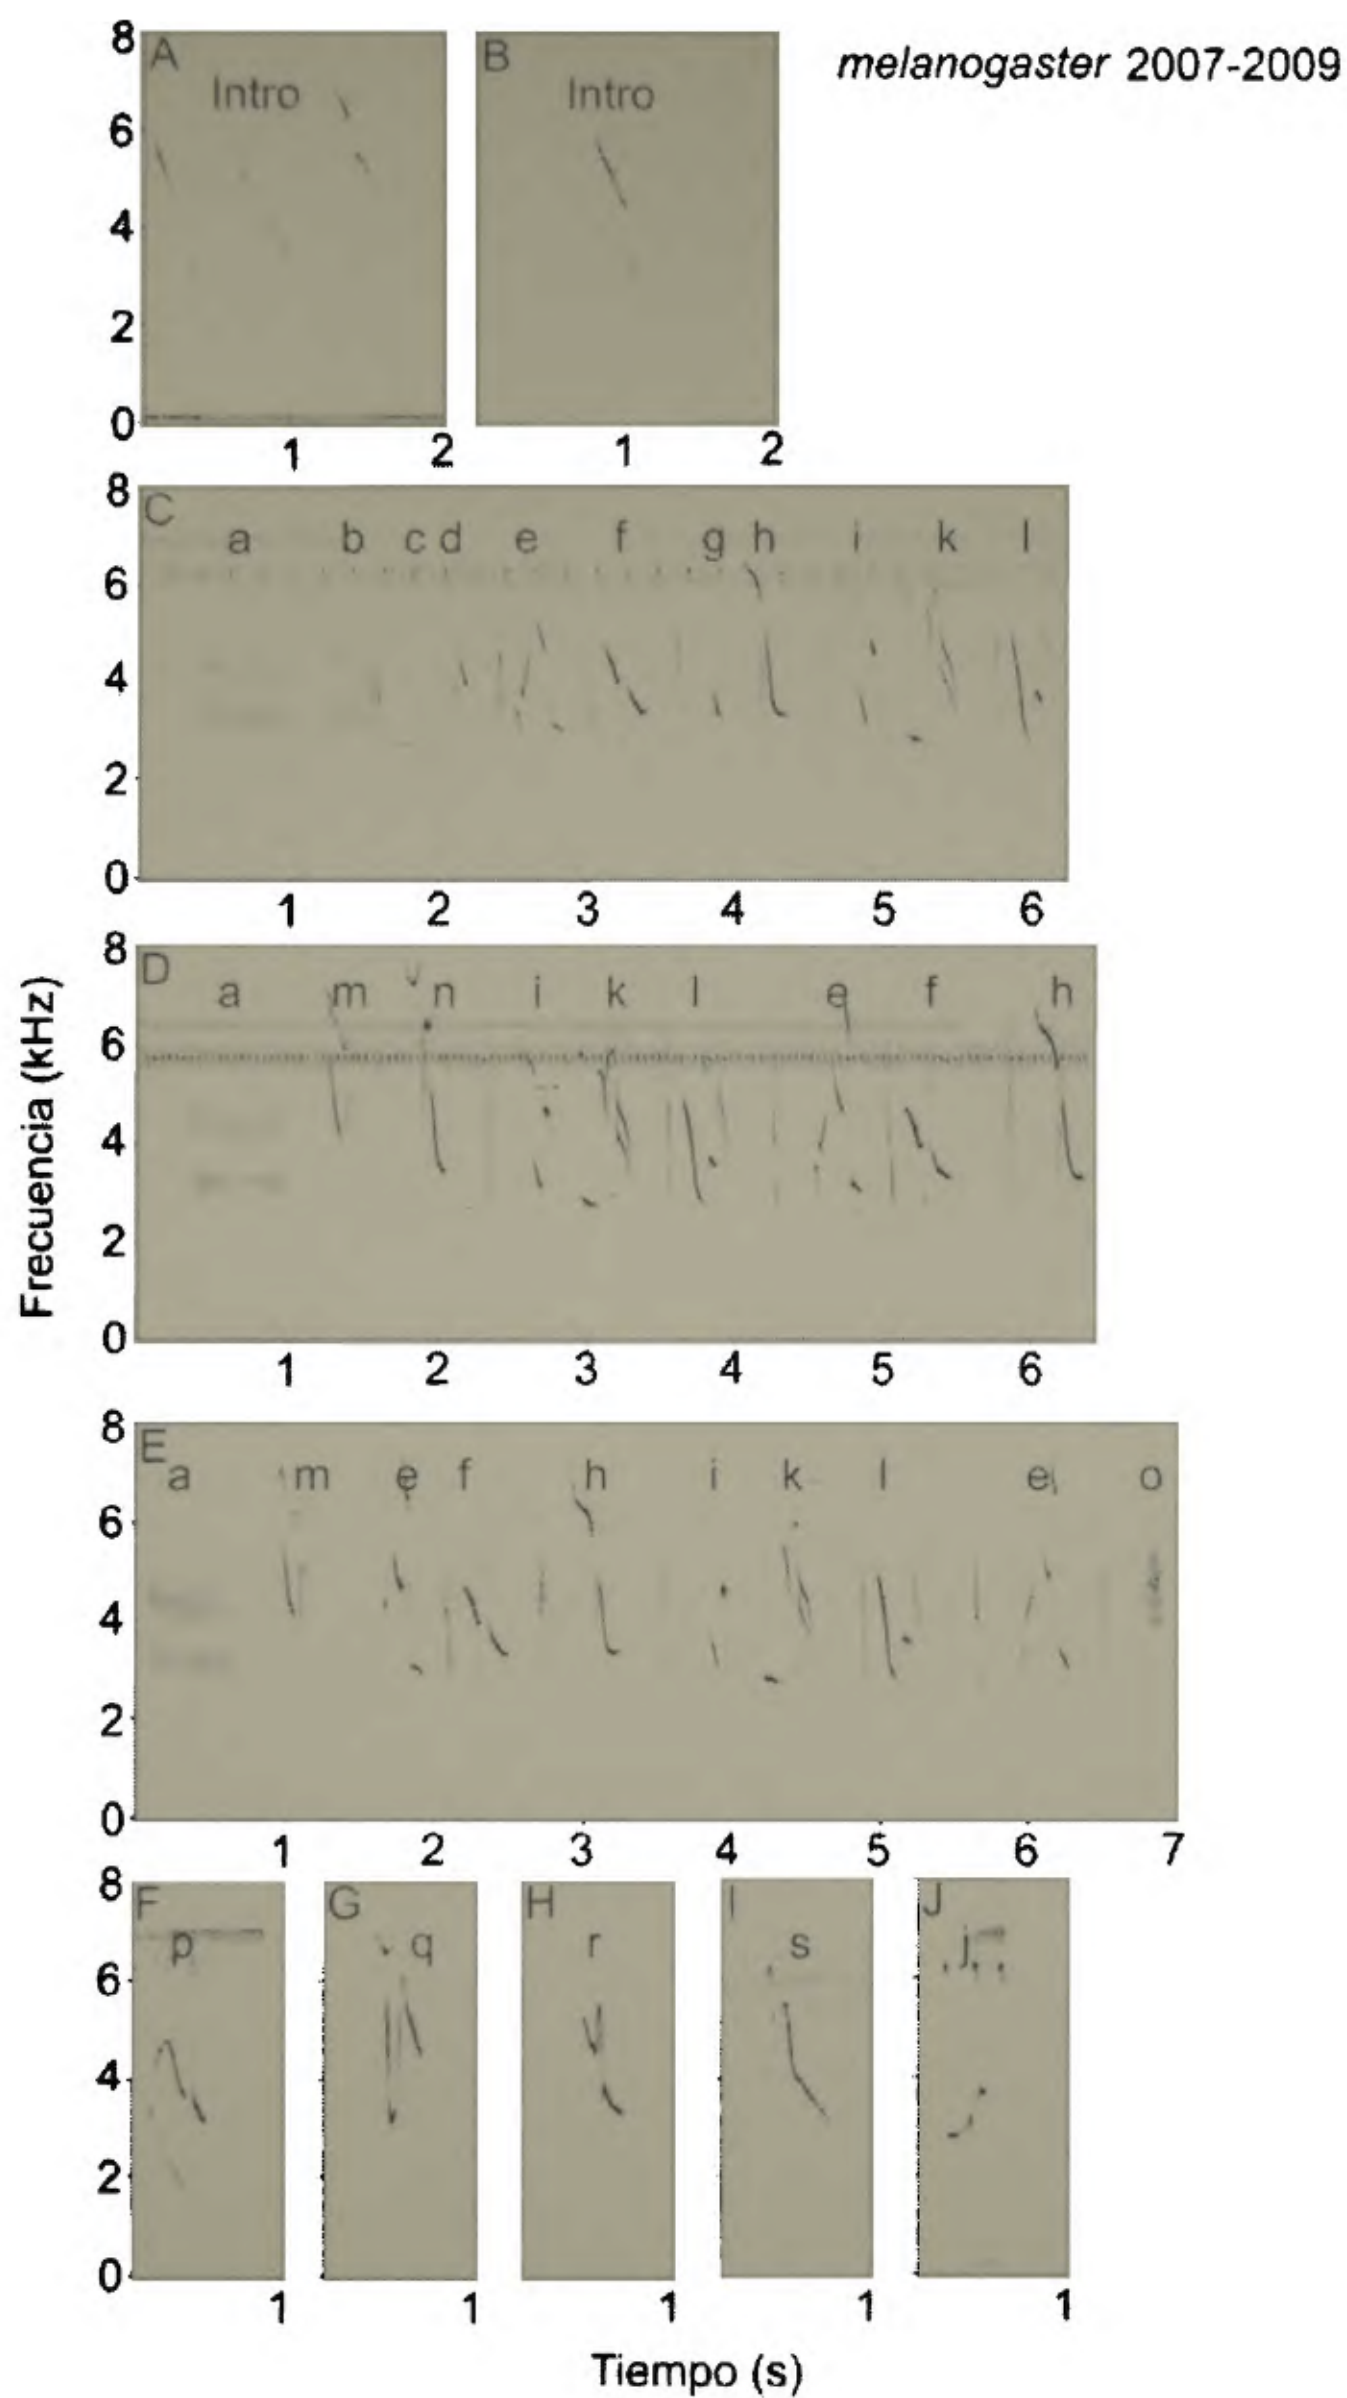 melanogaster 2007-2009
A
Intro
B
Intro
8
6
4
2
0
1 2
1 2
C
a b c d e f g h i k l
8
6
4
2
0
1 2 3 4 5 6
D
a m n i k l e f h
8
6
4
2
0
1 2 3 4 5 6
E
a m e f h i k l e o
8
6
4
2
0
1 2 3 4 5 6 7
F
p
G
q
H
r
I
s
J
j
8
6
4
2
0
1 1 1 1 1
Frecuencia (kHz)
Tiempo (s)